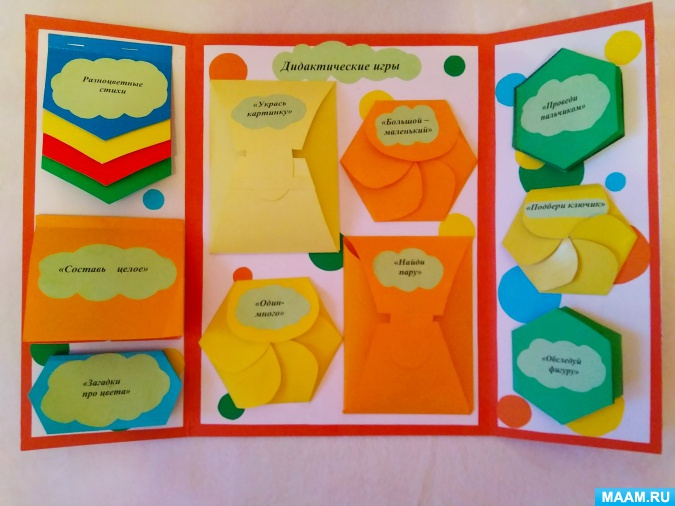 Разноцветные
стихи
«Составь целое»
«Загадки
про цвета»
Дидактические игры
«Укрась
картинку»
«Большой –
маленький»
«Один-
много»
«Найди
пару»
«Проведи
пальчиком»
«Подбери ключик»
«Обследуй
фигуру»
MAAM.RU